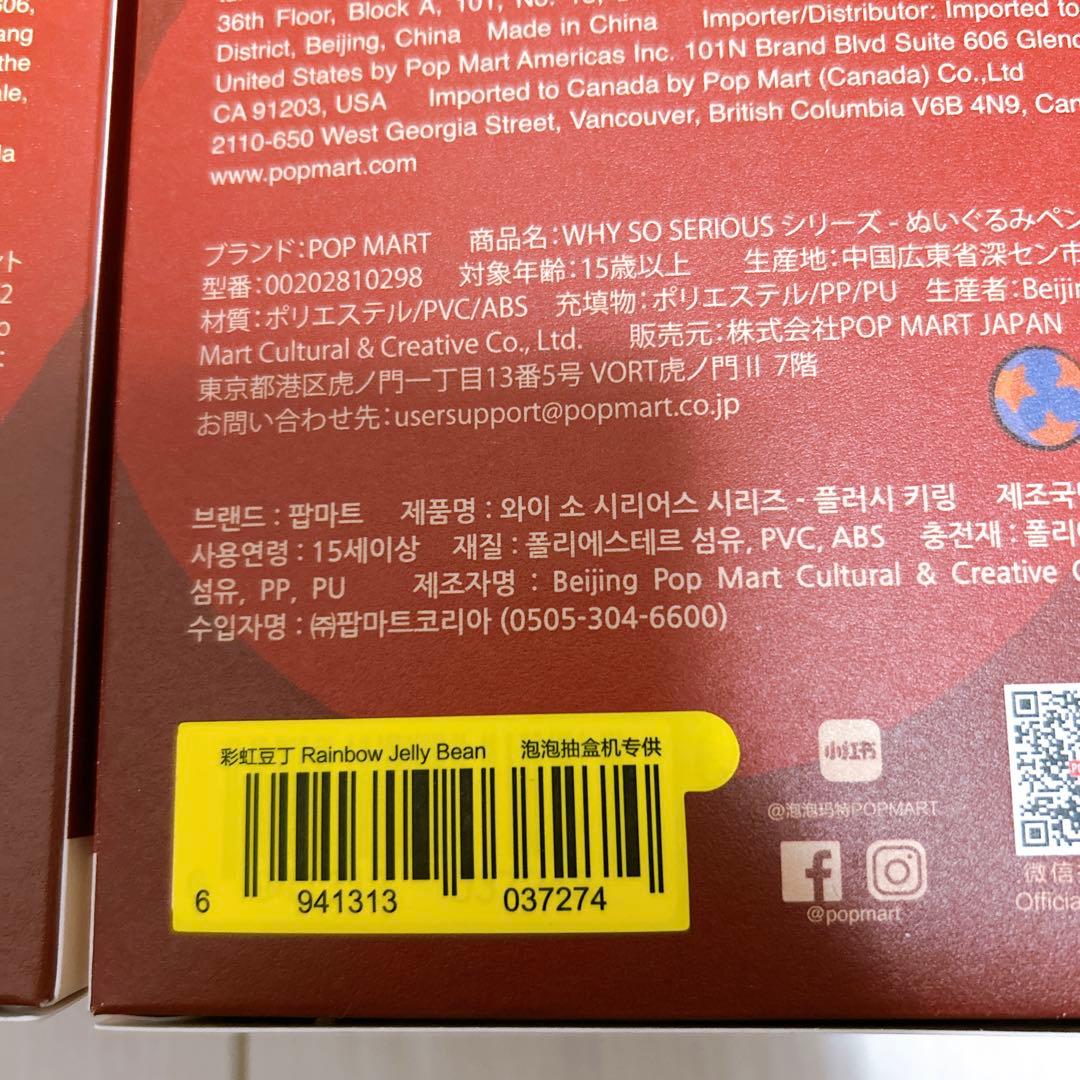 36th Floor, Block A, 101, No.
District, Beijing, China Made in China Importer/Distributor: Imported to
United States by Pop Mart Americas Inc. 101N Brand Blvd Suite 606
CA 91203, USA Imported to Canada by Pop Mart (Canada) Co.,Ltd
2110-650 West Georgia Street, Vancouver, British Columbia V6B 4N9,
www.popmart.com
ブランド:POP MART 商品名:WHY SO SERIOUS シリーズ - ぬいぐるみペン
型番:00202810298 対象年齢:15歳以上 生産地:中国広東省深セン市
材質:ポリエステル/PVC/ABS 充填物:ポリエステル/PP/PU 生産者:
Mart Cultural & Creative Co., Ltd. 販売元:株式会社POP MART JAPAN
東京都港区虎ノ門一丁目13番5号 VORT虎ノ門Ⅱ 7階
お問い合わせ先:usersupport@popmart.co.jp
브랜드 : 팝마트 제품명 : 와이 소 시리어스 시리즈 - 플러시 키링 제조국
사용연령 : 15세이상 재질 : 폴리에스테르 섬유, PVC, ABS 충전재 :
섬유, PP, PU 제조자명 : Beijing Pop Mart Cultural & Creative
수입자명 : ㈜팝마트코리아 (0505-304-6600)
彩虹豆丁 Rainbow Jelly Bean 泡泡抽盒机专供
6 941313 037274
小红书
@泡泡玛特POPMART
@popmart
微信
Official